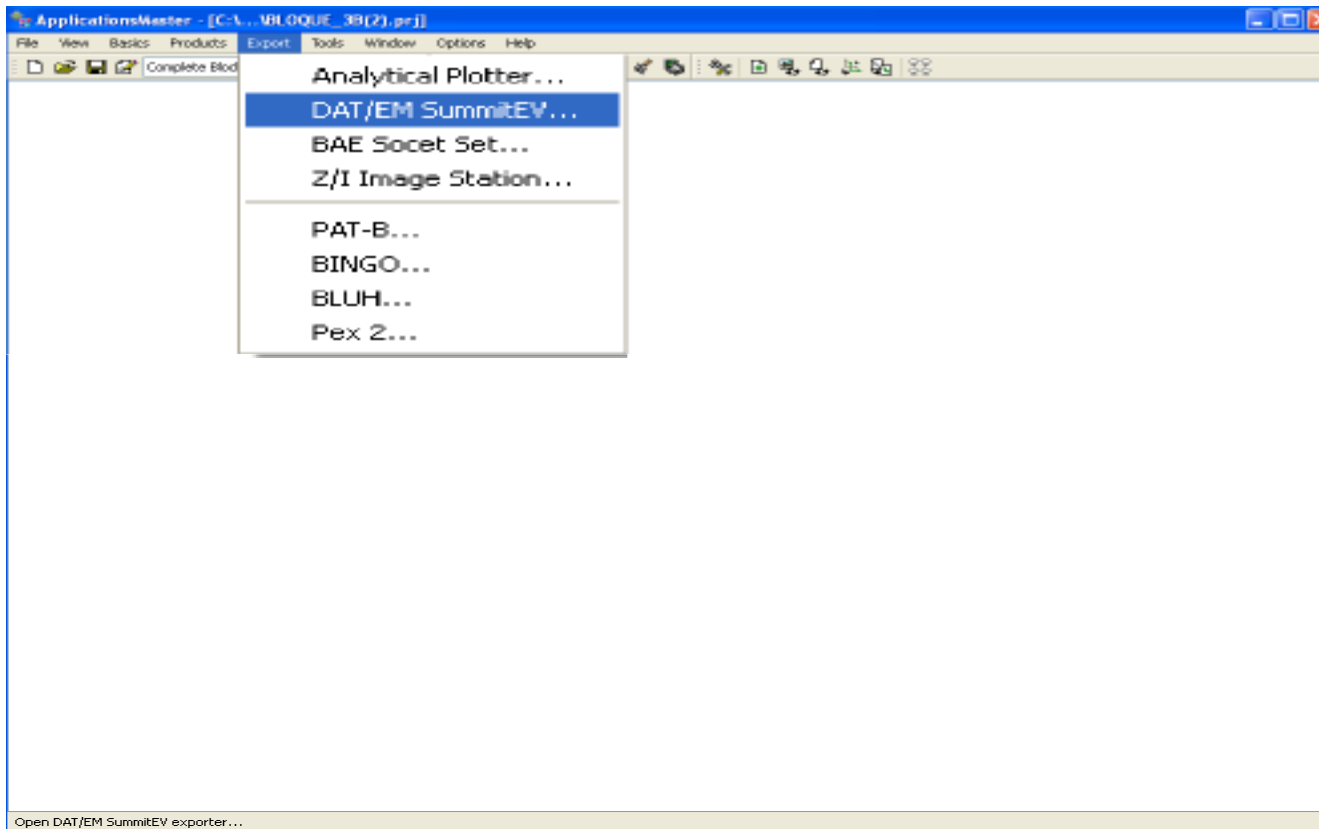 ApplicationsMaster - [C:\...\BLOQUE_3B(2).prj]
File View Basics Products Export Tools Window Options Help
Complete Bloc
Analytical Plotter...
DAT/EM SummitEV...
BAE Socet Set...
Z/I Image Station...
PAT-B...
BINGO...
BLUH...
Pex 2...
Open DAT/EM SummitEV exporter...